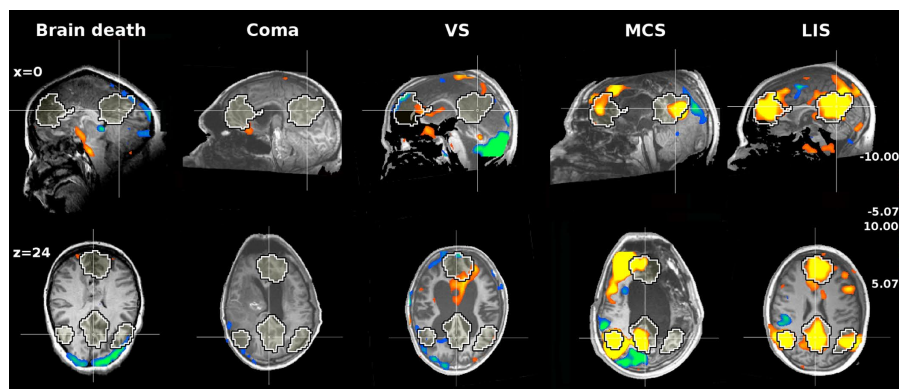 Brain death Coma VS MCS LIS
x=0
-10.00
-5.07
10.00
z=24
5.07